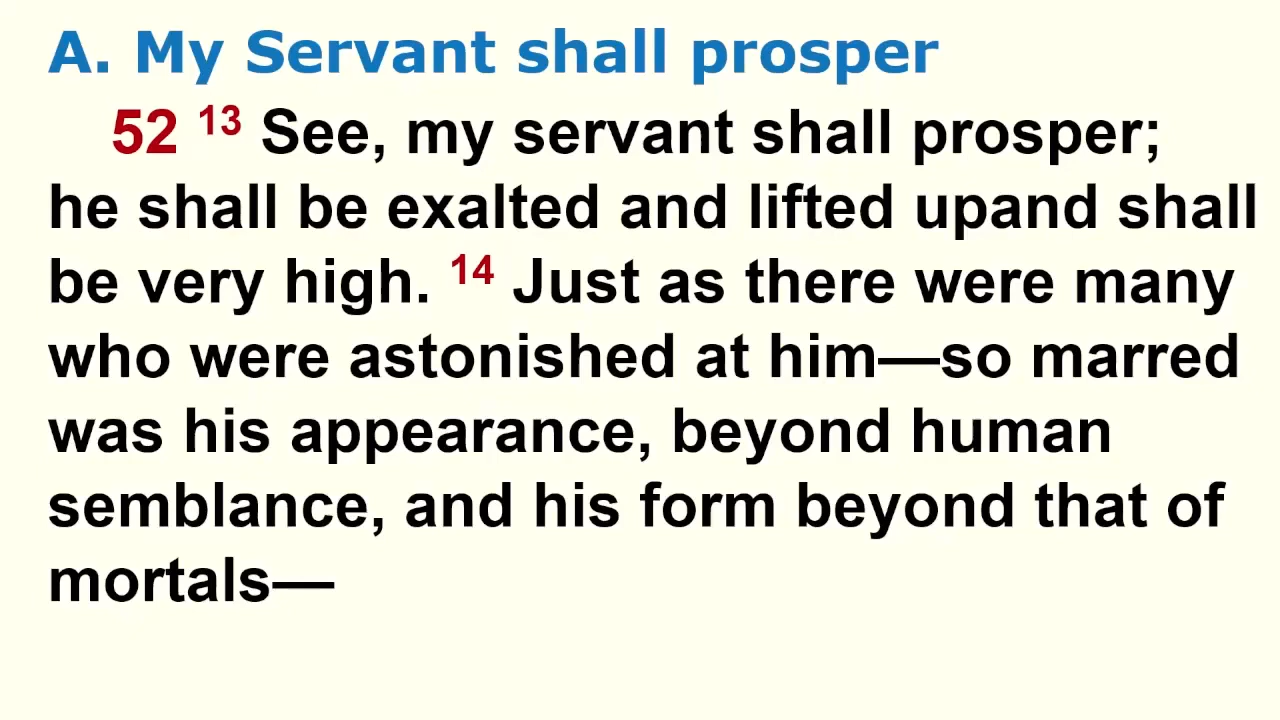 A. My Servant shall prosper
52 13 See, my servant shall prosper;
he shall be exalted and lifted upand shall
be very high. 14 Just as there were many
who were astonished at him—so marred
was his appearance, beyond human
semblance, and his form beyond that of
mortals—